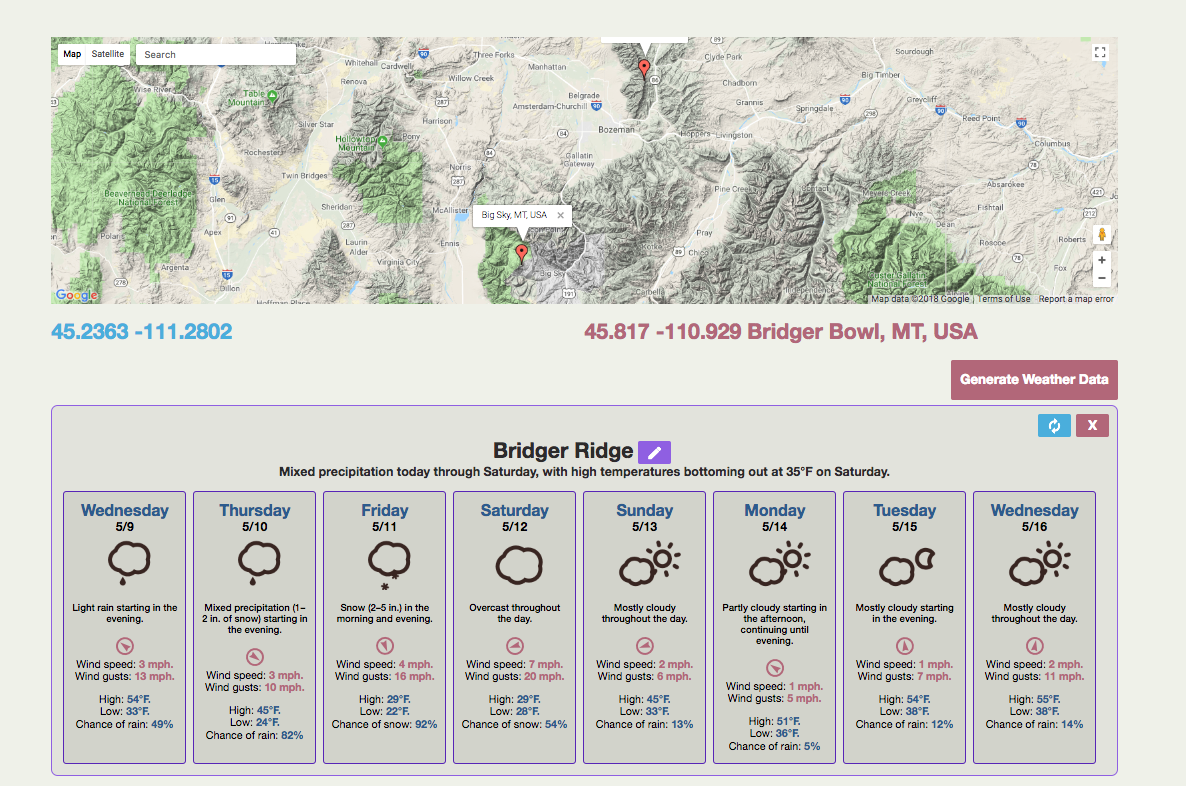 Map
Satellite
Search
Three Forks
Manhattan
Clyde Park
Sourdough
Whitehall
Cardwell
Willow Creek
Big Timber
Wise River
Renova
Belgrade
Chadborn
Table
Mountain
Amsterdam-Churchill
Grannis
Springdale
Greycliff
Harrison
Silver Star
Bozeman
Reed Point
Hollowtop
Mountain
Pony
Hoppers
Livingston
Columbus
Rochester
Gallatin
Gateway
Norris
Twin Bridges
Pine Creek
Contact
Absarokee
Beaverhead-Deerlodge
National Forest
Glen
Meyers Creek
Sheridan
McAllister
Big Sky, MT, USA
Fishtail
Apex
Dean
Polaris
Laurin
Alder
Ennis
Pray
Roscoe
Roberts
Virginia City
Argenta
Big Sky
Chico
Fox
Dillon
Custer Gallatin
National Forest
Hoffman Place
Corbella
Independence
Google
Map data ©2018 Google
Terms of Use
Report a map error
45.2363 -111.2802
45.817 -110.929 Bridger Bowl, MT, USA
Generate Weather Data
X
Bridger Ridge
Mixed precipitation today through Saturday, with high temperatures bottoming out at 35°F on Saturday.
Wednesday
5/9
Light rain starting in the
evening.
Wind speed: 3 mph.
Wind gusts: 13 mph.
High: 54°F.
Low: 33°F.
Chance of rain: 49%
Thursday
5/10
Mixed precipitation (1–
2 in. of snow) starting in
the evening.
Wind speed: 3 mph.
Wind gusts: 10 mph.
High: 45°F.
Low: 24°F.
Chance of rain: 82%
Friday
5/11
Snow (2–5 in.) in the
morning and evening.
Wind speed: 4 mph.
Wind gusts: 16 mph.
High: 29°F.
Low: 22°F.
Chance of snow: 92%
Saturday
5/12
Overcast throughout
the day.
Wind speed: 7 mph.
Wind gusts: 20 mph.
High: 29°F.
Low: 28°F.
Chance of snow: 54%
Sunday
5/13
Mostly cloudy
throughout the day.
Wind speed: 2 mph.
Wind gusts: 6 mph.
High: 45°F.
Low: 33°F.
Chance of rain: 13%
Monday
5/14
Partly cloudy starting in
the afternoon,
continuing until
evening.
Wind speed: 1 mph.
Wind gusts: 5 mph.
High: 51°F.
Low: 36°F.
Chance of rain: 5%
Tuesday
5/15
Mostly cloudy starting
in the evening.
Wind speed: 1 mph.
Wind gusts: 7 mph.
High: 54°F.
Low: 38°F.
Chance of rain: 12%
Wednesday
5/16
Mostly cloudy
throughout the day.
Wind speed: 2 mph.
Wind gusts: 11 mph.
High: 55°F.
Low: 38°F.
Chance of rain: 14%